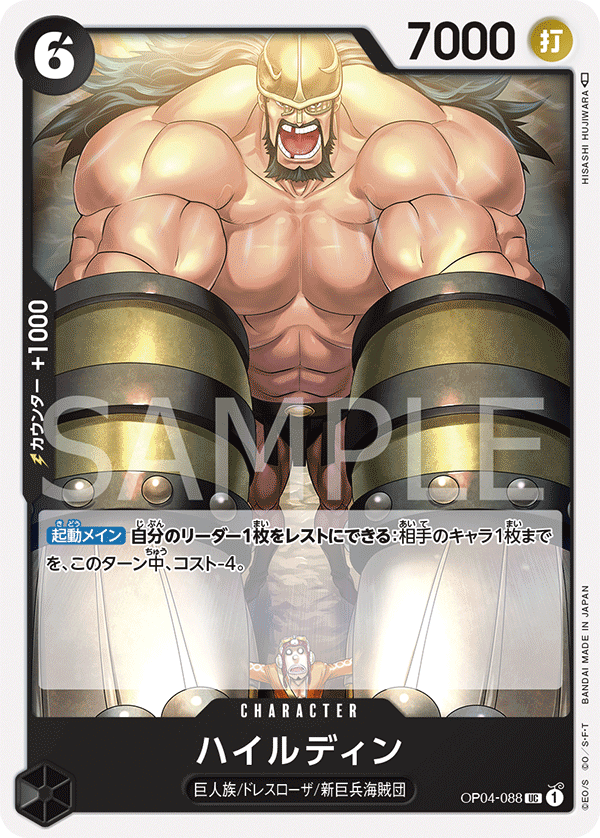 6
7000
打
HISASHI HUJIWARA
カウンター +1000
SAMPLE
起動メイン 自分のリーダー1枚をレストにできる:相手のキャラ1枚まで
を、このターン中、コスト-4。
CHARACTER
ハイルディン
巨人族/ドレスローザ/新巨兵海賊団
OP04-088 UC 1
©E.O/S ©O/S・F・T BANDAI MADE IN JAPAN